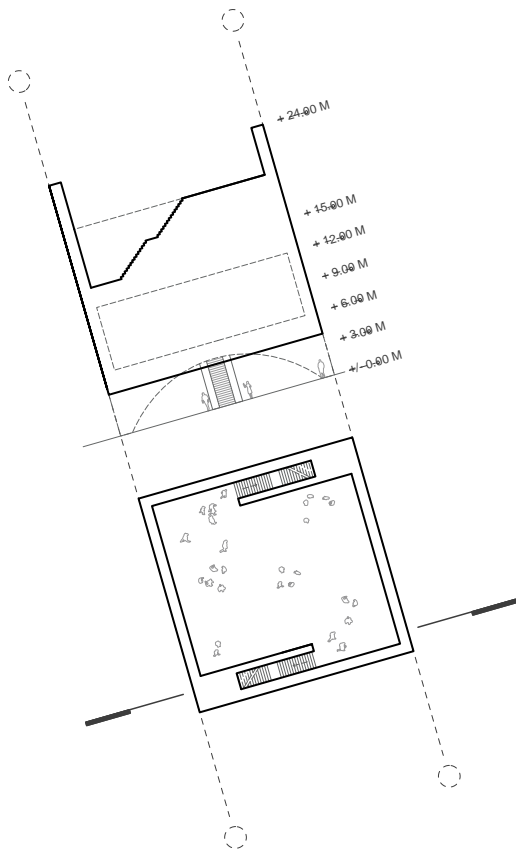 + 24.00 M
+ 15.00 M
+ 12.00 M
+ 9.00 M
+ 6.00 M
+ 3.00 M
+/-0.00 M